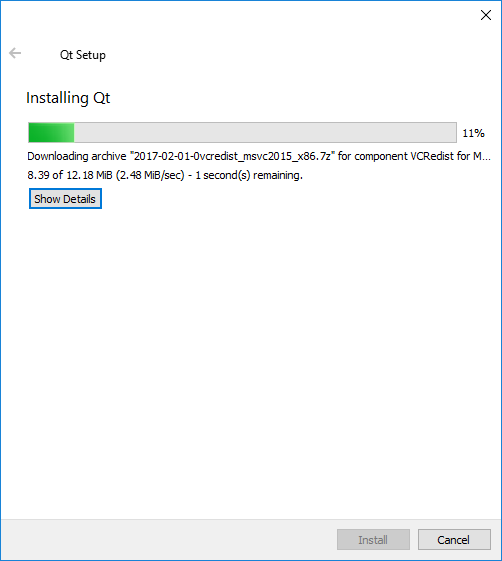 Qt Setup
Installing Qt
11%
Downloading archive "2017-02-01-0vcredist_msvc2015_x86.7z" for component VCRedist for M...
8.39 of 12.18 MiB (2.48 MiB/sec) - 1 second(s) remaining.
Show Details
Install Cancel